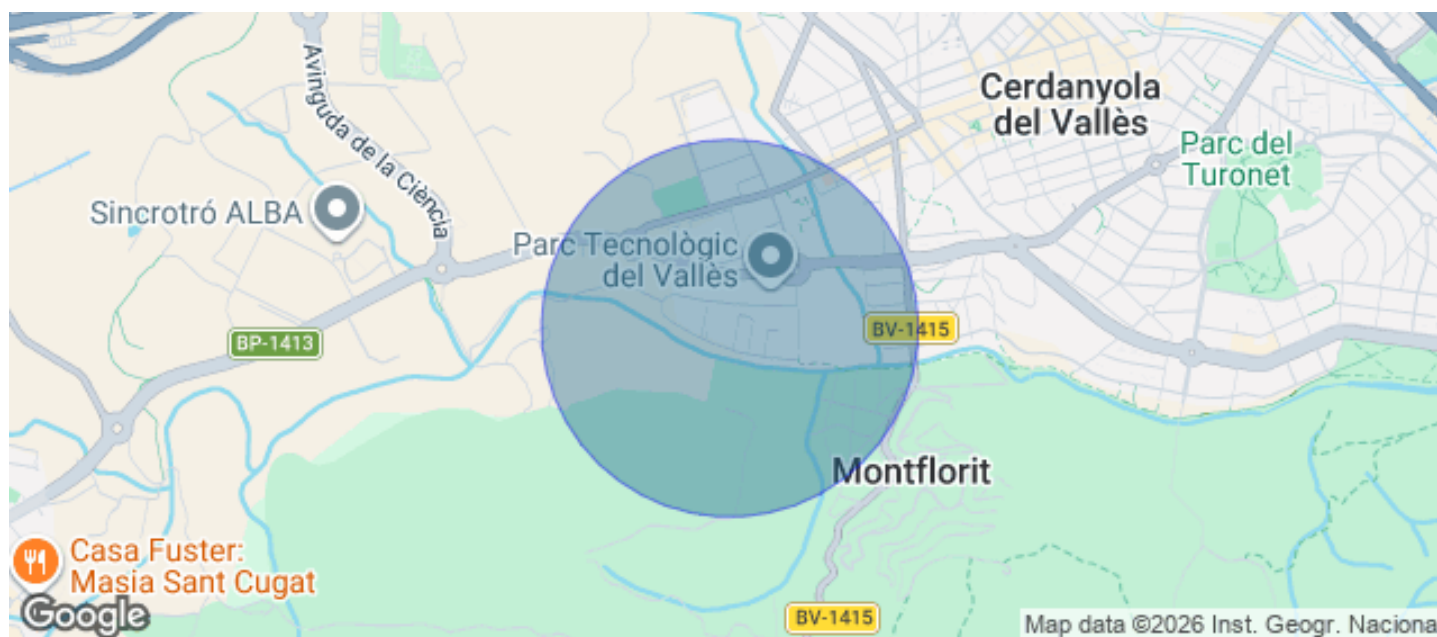 Cerdanyola
del Vallès
Parc del
Turonet
Avinguda de la Ciència
Sincrotró ALBA
Parc Tecnològic
del Vallès
BV-1415
BP-1413
Montflorit
Casa Fuster:
Masia Sant Cugat
Google
BV-1415
Map data ©2026 Inst. Geogr. Naciona